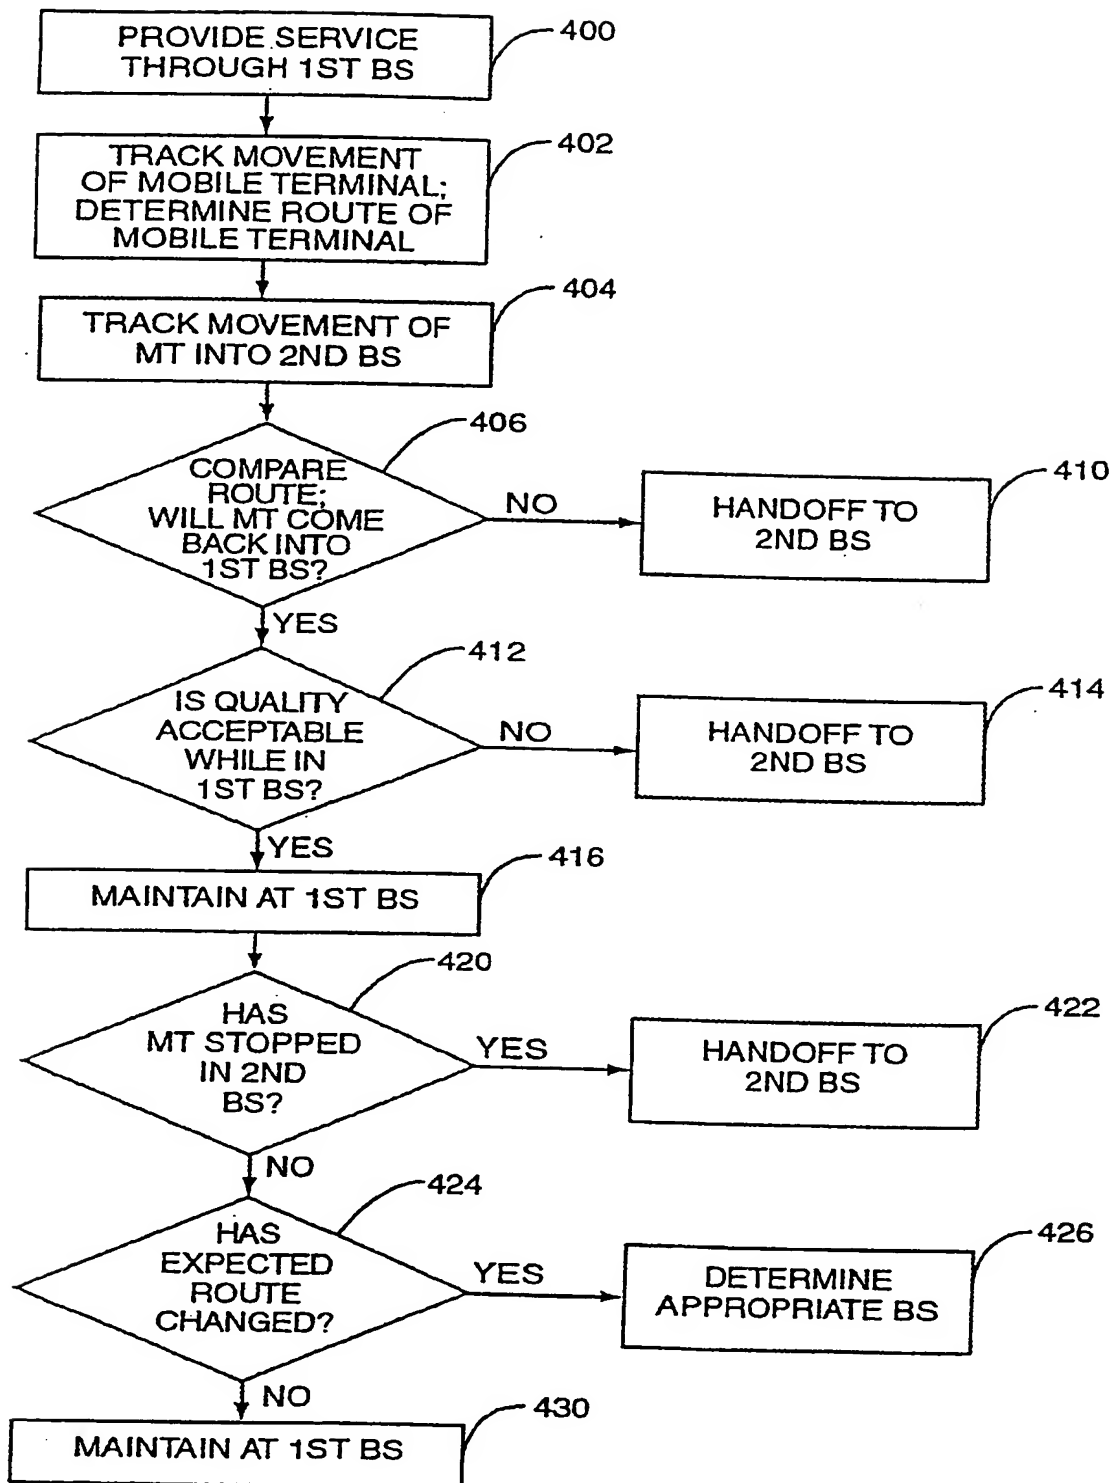 PROVIDE SERVICE
THROUGH 1ST BS
400
TRACK MOVEMENT
OF MOBILE TERMINAL;
DETERMINE ROUTE OF
MOBILE TERMINAL
402
TRACK MOVEMENT OF
MT INTO 2ND BS
404
COMPARE
ROUTE;
WILL MT COME
BACK INTO
1ST BS?
406
NO
HANDOFF TO
2ND BS
410
YES
IS QUALITY
ACCEPTABLE
WHILE IN
1ST BS?
412
NO
HANDOFF TO
2ND BS
414
YES
MAINTAIN AT 1ST BS
416
HAS
MT STOPPED
IN 2ND
BS?
420
YES
HANDOFF TO
2ND BS
422
NO
HAS
EXPECTED
ROUTE
CHANGED?
424
YES
DETERMINE
APPROPRIATE BS
426
NO
MAINTAIN AT 1ST BS
430